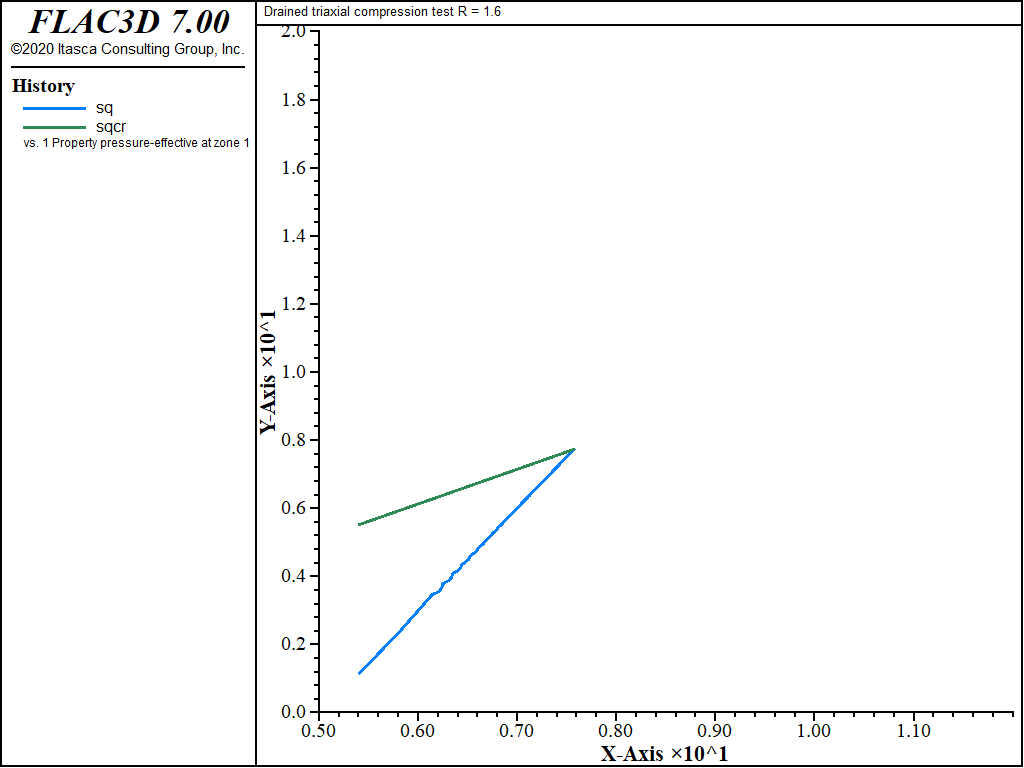 FLAC3D 7.00
©2020 Itasca Consulting Group, Inc.
History
sq
sqcr
vs. 1 Property pressure-effective at zone 1
Drained triaxial compression test R = 1.6
2.0
1.8
1.6
1.4
1.2
1.0
0.8
0.6
0.4
0.2
0.0
Y-Axis ×10^1
0.50 0.60 0.70 0.80 0.90 1.00 1.10
X-Axis ×10^1